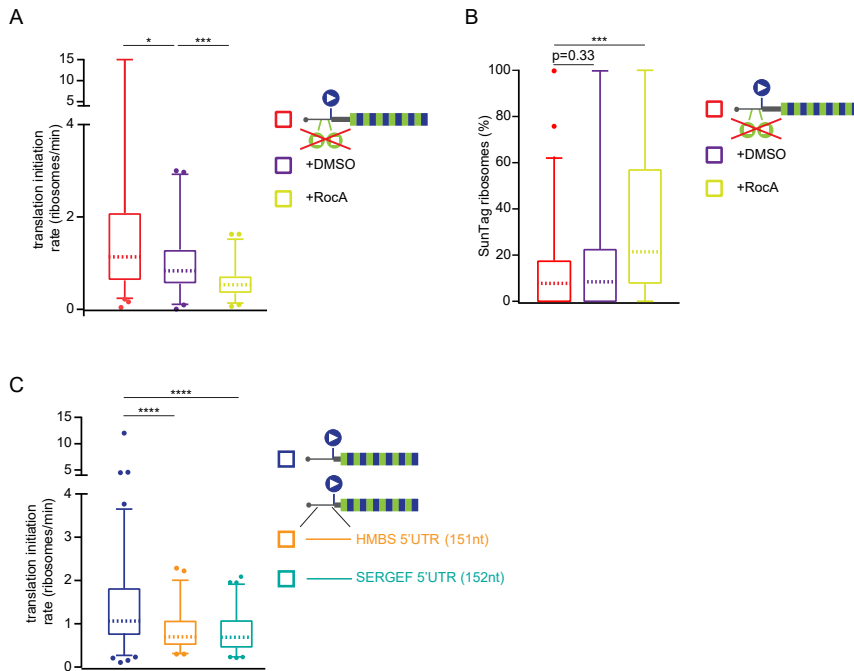 A
*
***
15
10
5
4
2
0
translation initiation
rate (ribosomes/min)
+DMSO
+RocA
B
***
p=0.33
100
80
60
40
20
0
SunTag ribosomes (%)
+DMSO
+RocA
C
****
****
15
10
5
4
3
2
1
0
translation initiation
rate (ribosomes/min)
HMBS 5'UTR (151nt)
SERGEF 5'UTR (152nt)